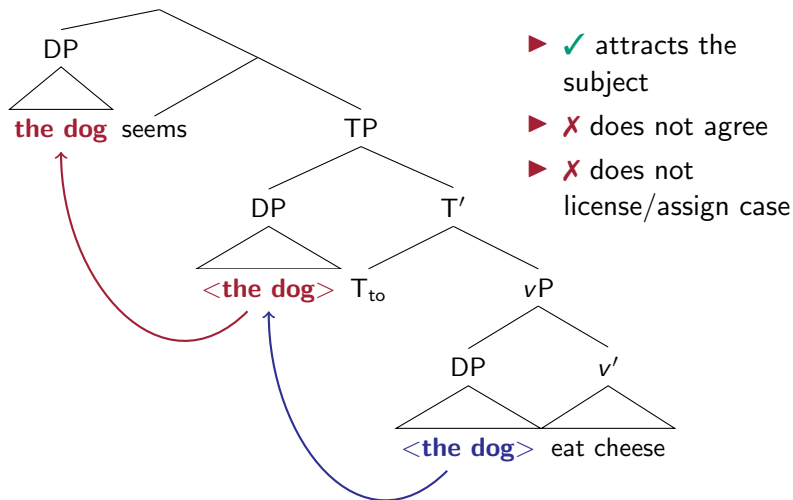 DP
the dog seems
TP
DP T′
<the dog> T_to vP
DP v′
<the dog> eat cheese
▶ ✓ attracts the
subject
▶ ✗ does not agree
▶ ✗ does not
license/assign case